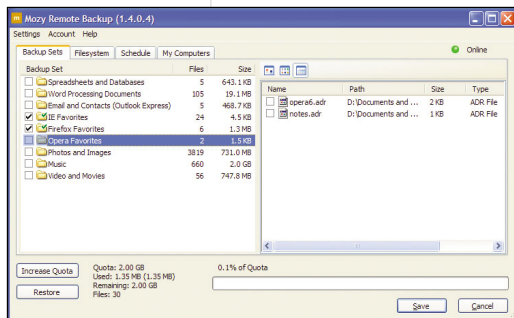 Mozy Remote Backup (1.4.0.4)
Settings Account Help
Backup Sets Filesystem Schedule My Computers
Online
Backup Set Files Size
Spreadsheets and Databases 5 643.1 KB
Word Processing Documents 105 19.1 MB
Email and Contacts (Outlook Express) 5 468.7 KB
IE Favorites 24 4.5 KB
Firefox Favorites 6 1.3 MB
Opera Favorites 2 1.5 KB
Photos and Images 3819 731.0 MB
Music 660 2.0 GB
Video and Movies 56 747.8 MB
Name Path Size Type
opera6.adr D:\Documents and ... 2 KB ADR File
notes.adr D:\Documents and ... 1 KB ADR File
Increase Quota
Restore
Quota: 2.00 GB
Used: 1.35 MB (1.35 MB)
Remaining: 2.00 GB
Files: 30
0.1% of Quota
Save Cancel